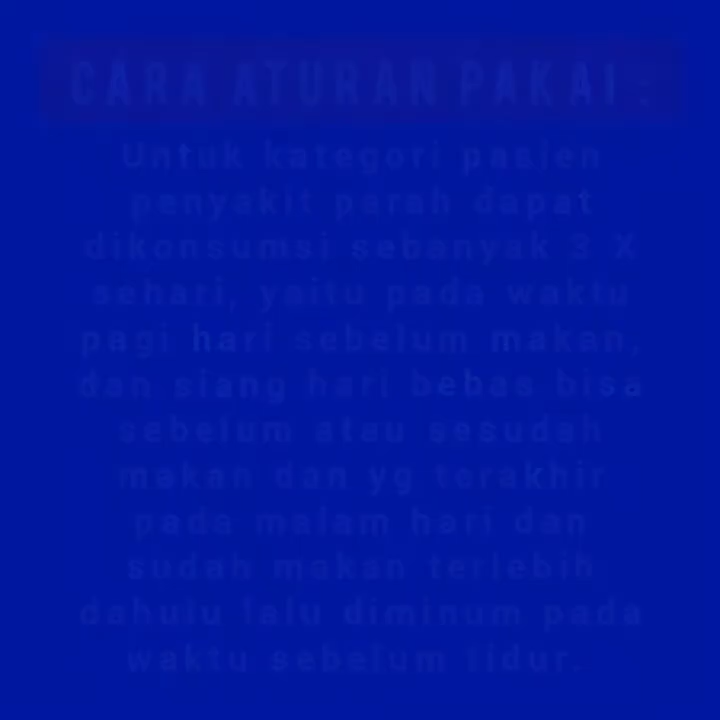 CARA ATURAN PAKAI :
Untuk kategori pasien
penyakit parah dapat
dikonsumsi sebanyak 3 X
sehari, yaitu pada waktu
pagi hari sebelum makan,
dan siang hari bebas bisa
sebelum atau sesudah
makan dan yg terakhir
pada malam hari dan
sudah makan terlebih
dahulu lalu diminum pada
waktu sebelum tidur.